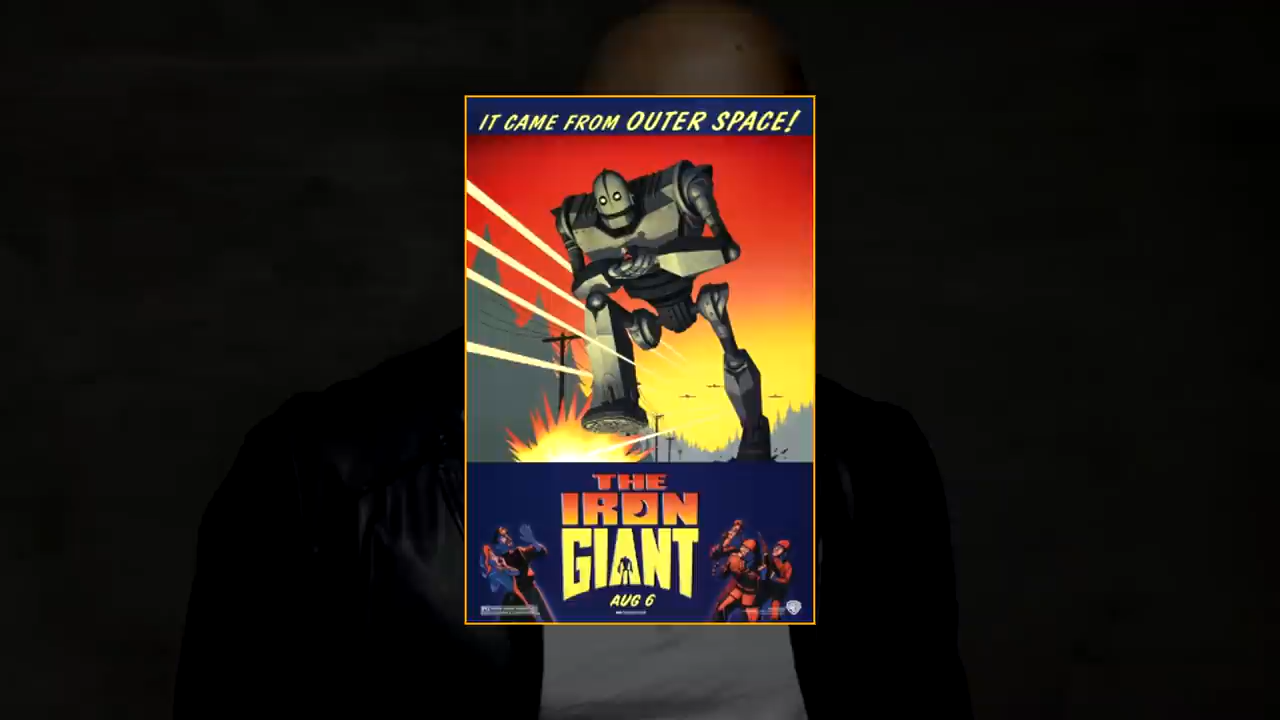 IT CAME FROM OUTER SPACE!
THE
IRON
GIANT
AUG 6